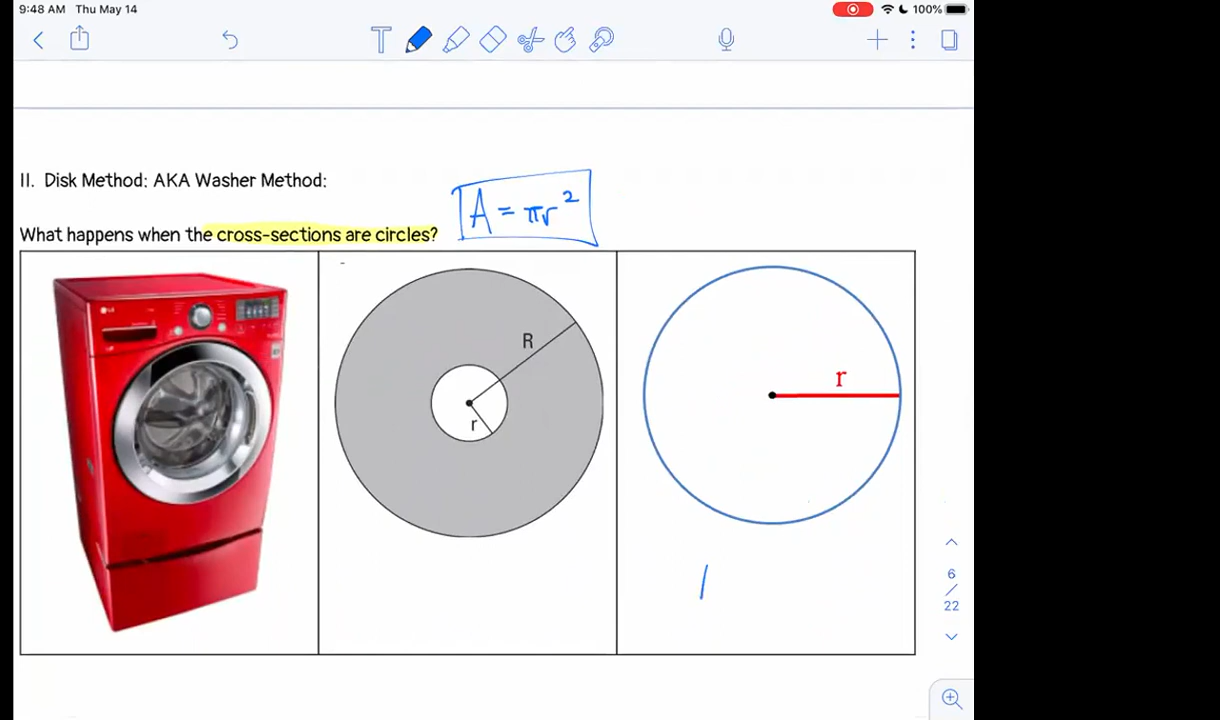 9:48 AM Thu May 14
100%
T
II. Disk Method: AKA Washer Method:
A = πr²
What happens when the cross-sections are circles?
LG
R
r
r
6
/
22